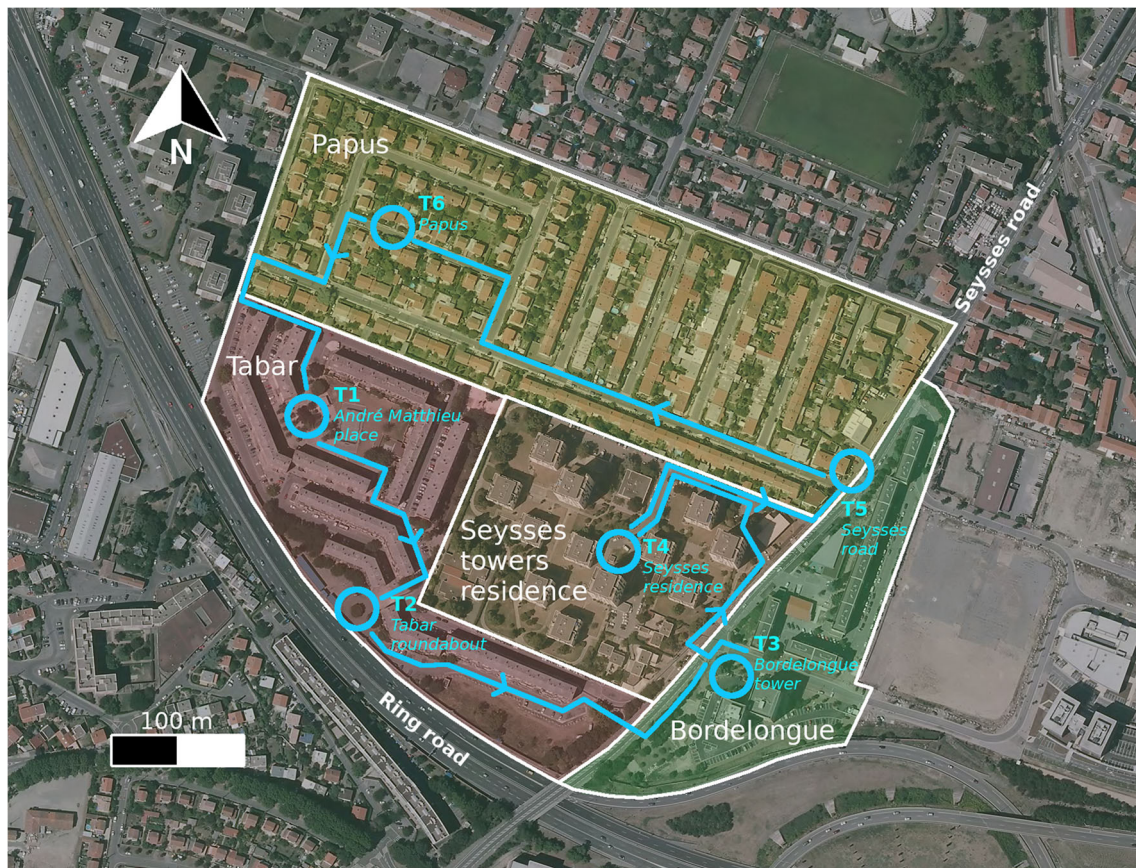 Papus
N
T6
Papus
Seysses road
Tabar
T1
André Matthieu
place
Seysses
towers
residence
T4
Seysses
residence
T5
Seysses
road
T2
Tabar
roundabout
T3
Bordelongue
tower
Ring road
Bordelongue
100 m